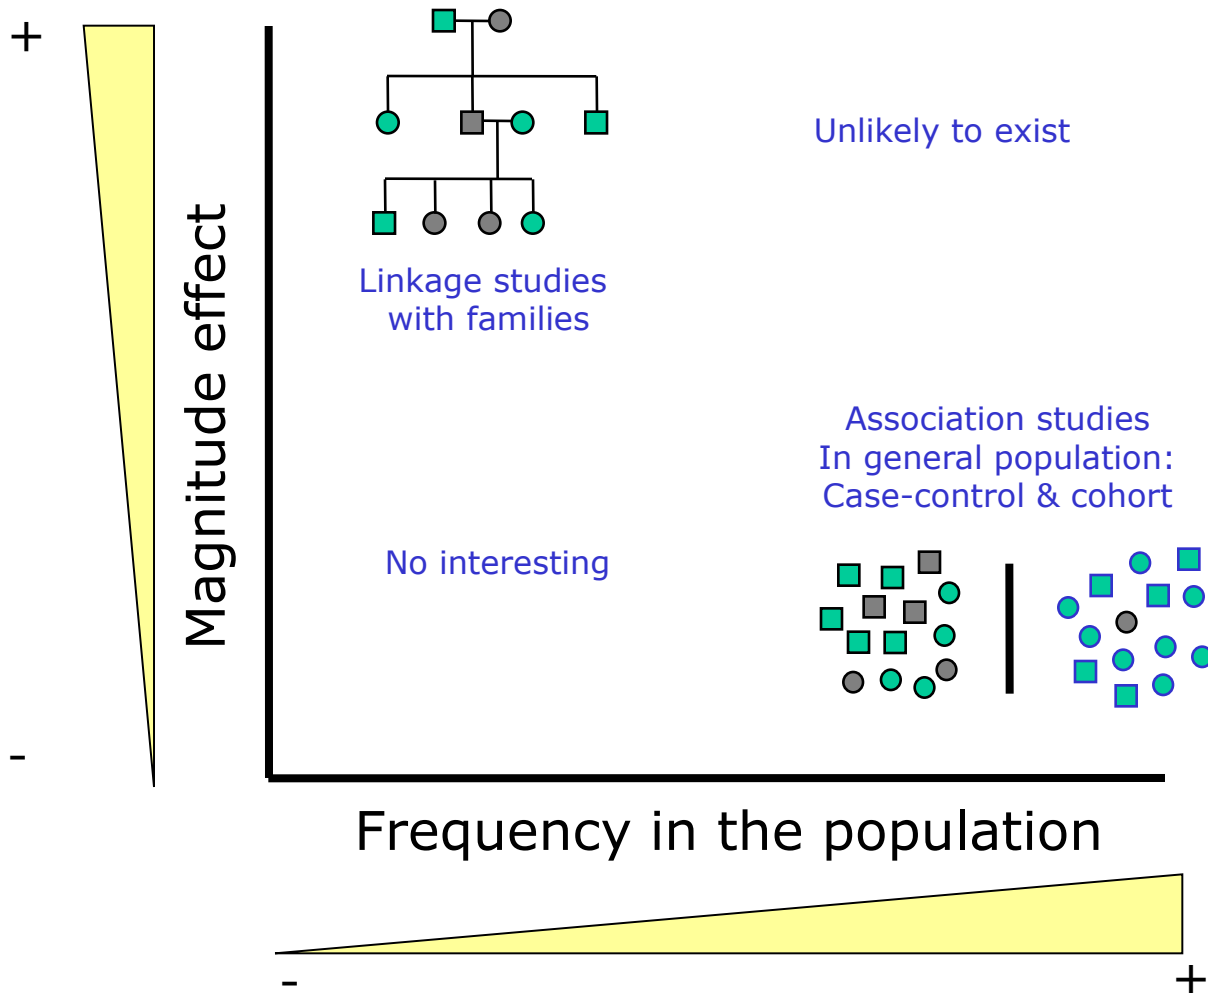 +
Unlikely to exist
Magnitude effect
Linkage studies
with families
Association studies
In general population:
Case-control & cohort
No interesting
-
Frequency in the population
-
+